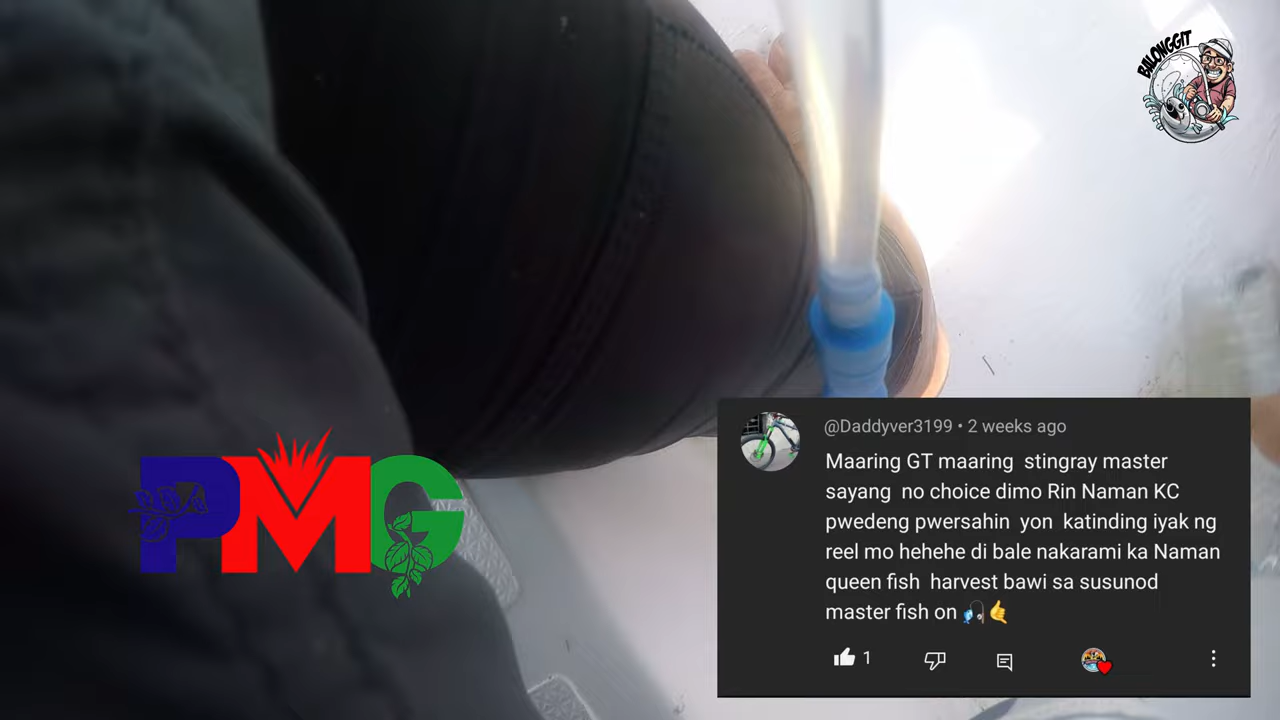 BALONGGIT
PMG
@Daddyver3199 • 2 weeks ago
Maaring GT maaring stingray master
sayang no choice dimo Rin Naman KC
pwedeng pwersahin yon katinding iyak ng
reel mo hehehe di bale nakarami ka Naman
queen fish harvest bawi sa susunod
master fish on 🎣🤙
1